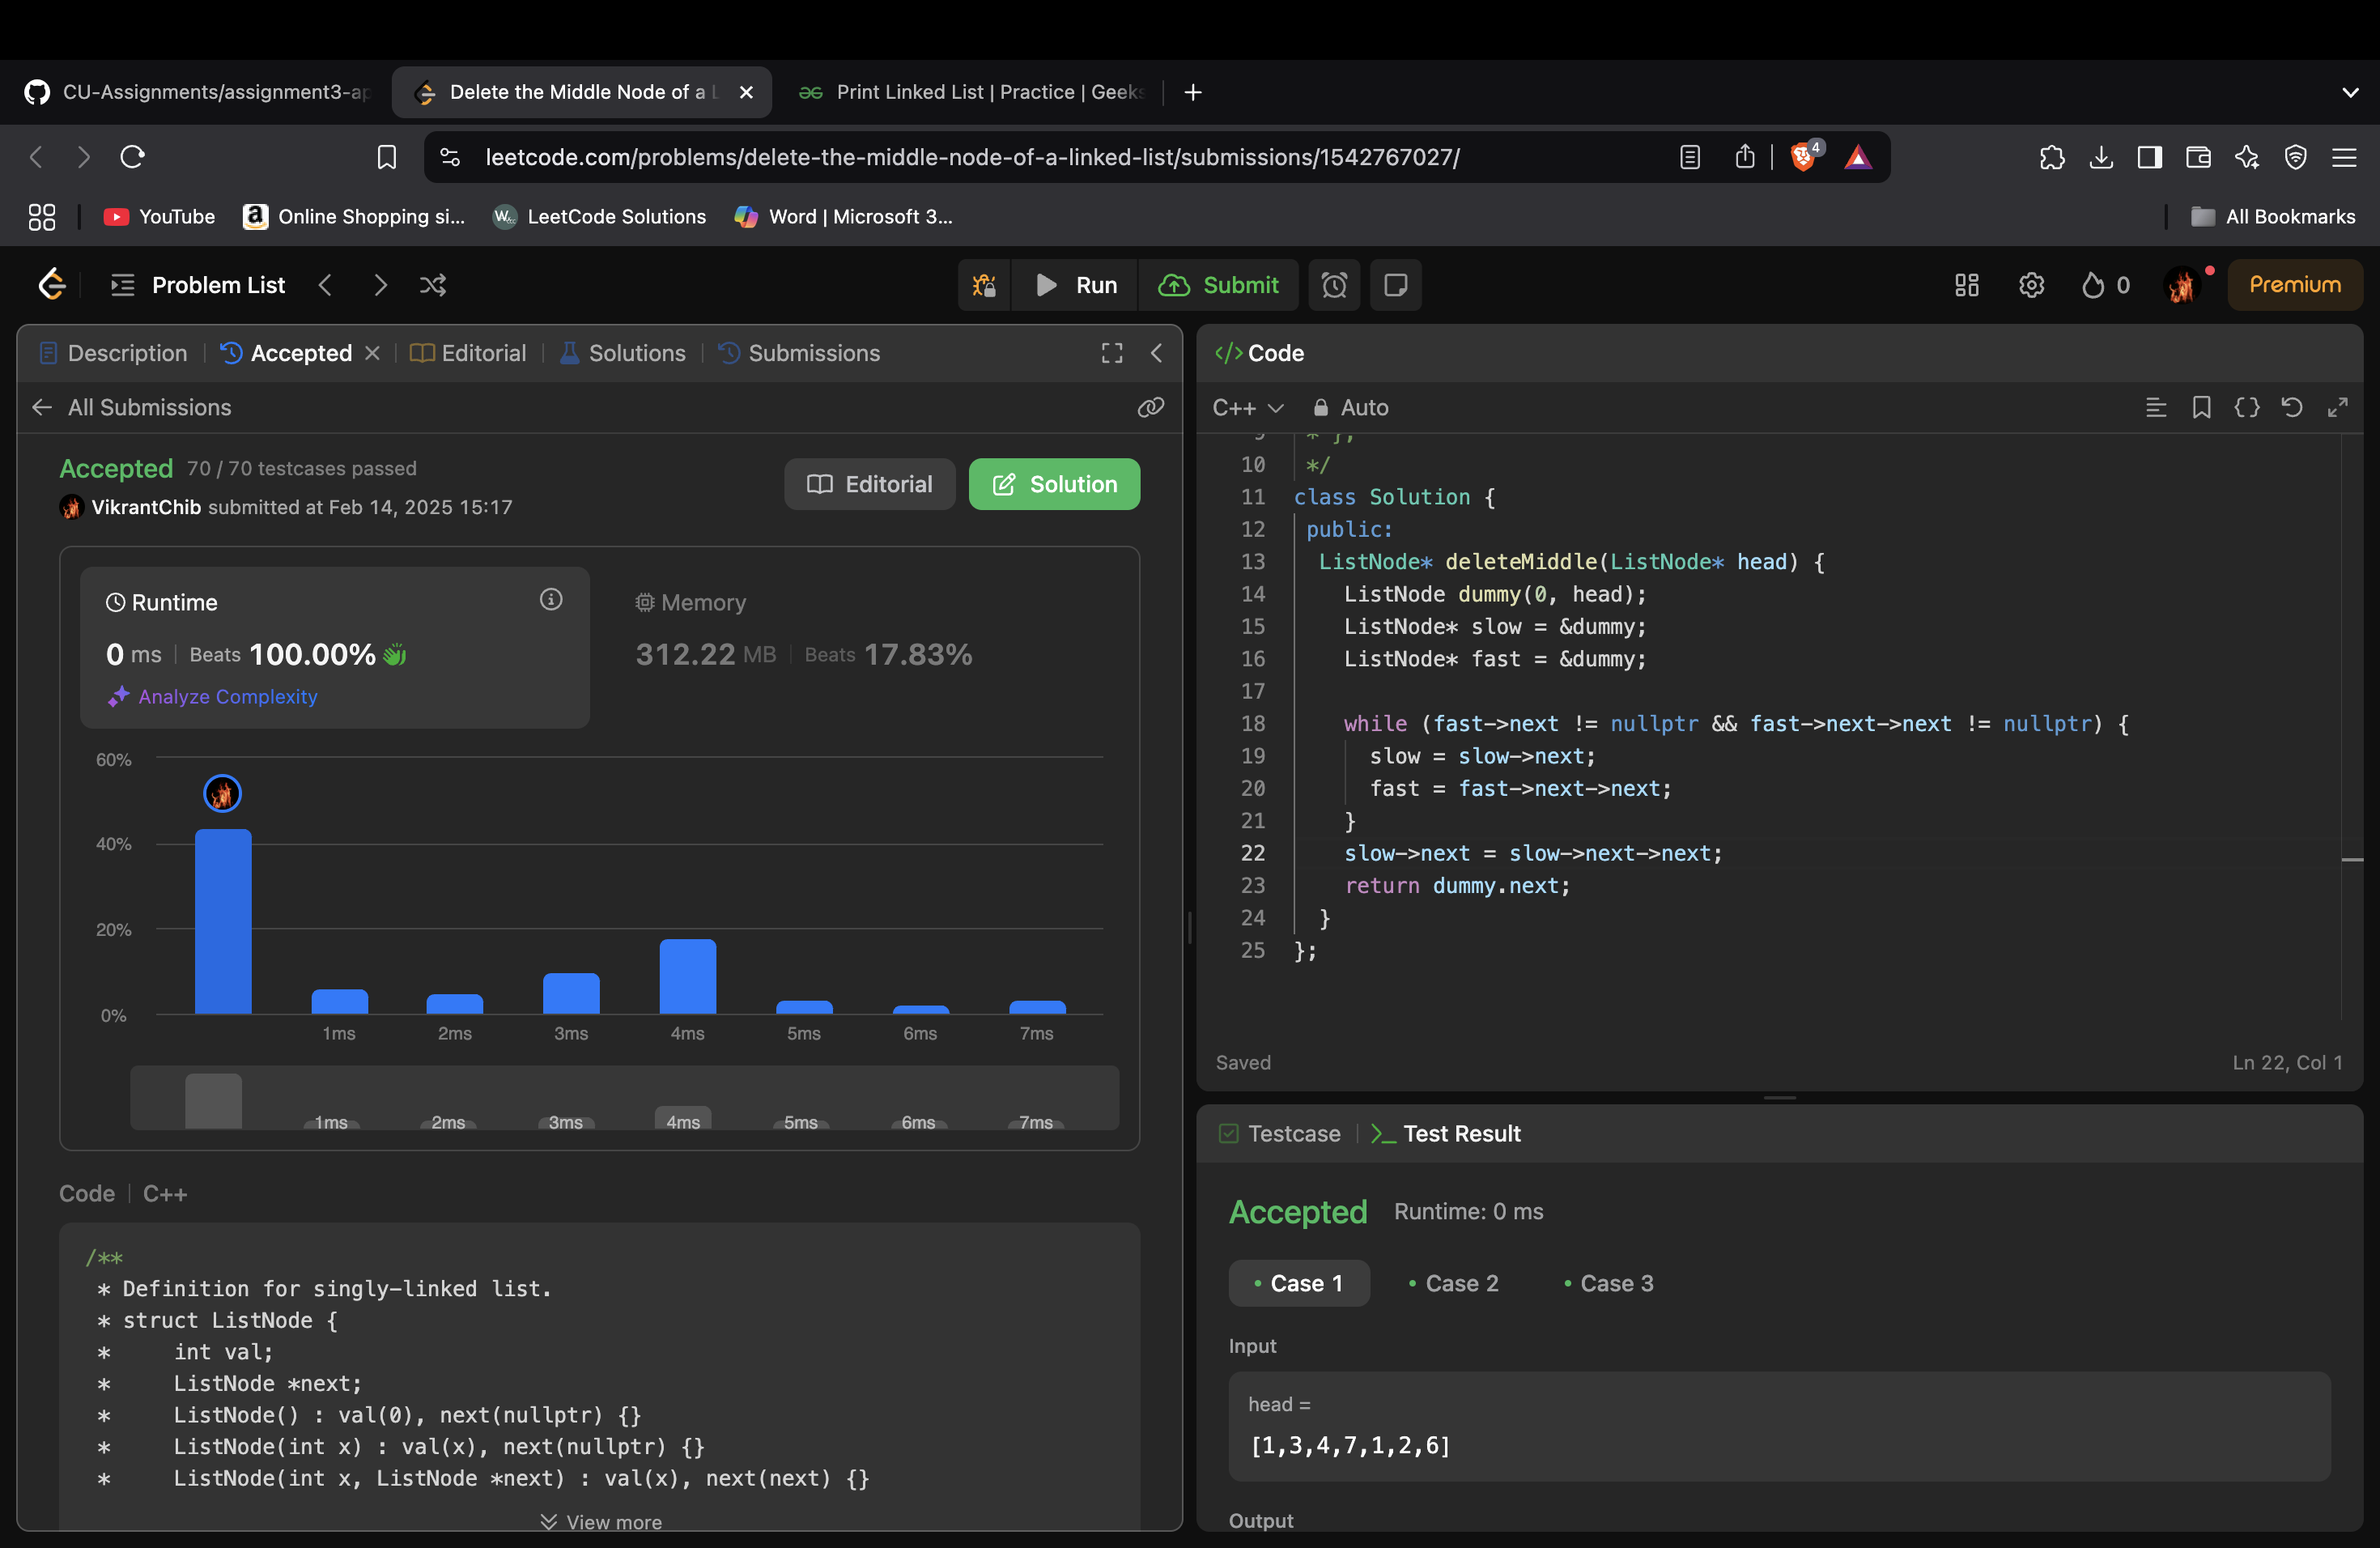 CU-Assignments/assignment3-ap
Delete the Middle Node of a L
Print Linked List | Practice | Geeks
leetcode.com/problems/delete-the-middle-node-of-a-linked-list/submissions/1542767027/
4
YouTube
Online Shopping si...
LeetCode Solutions
Word | Microsoft 3...
All Bookmarks
Problem List
Run
Submit
0
Premium
Description
Accepted
Editorial
Solutions
Submissions
All Submissions
Accepted 70 / 70 testcases passed
VikrantChib submitted at Feb 14, 2025 15:17
Editorial
Solution
Runtime
0 ms Beats 100.00%
Analyze Complexity
Memory
312.22 MB Beats 17.83%
60%
40%
20%
0%
1ms 2ms 3ms 4ms 5ms 6ms 7ms
1ms 2ms 3ms 4ms 5ms 6ms 7ms
Code C++
/**
* Definition for singly-linked list.
* struct ListNode {
*     int val;
*     ListNode *next;
*     ListNode() : val(0), next(nullptr) {}
*     ListNode(int x) : val(x), next(nullptr) {}
*     ListNode(int x, ListNode *next) : val(x), next(next) {}
View more
</> Code
C++ Auto
9 * };
10 */
11 class Solution {
12 public:
13 ListNode* deleteMiddle(ListNode* head) {
14 ListNode dummy(0, head);
15 ListNode* slow = &dummy;
16 ListNode* fast = &dummy;
17
18 while (fast->next != nullptr && fast->next->next != nullptr) {
19 slow = slow->next;
20 fast = fast->next->next;
21 }
22 slow->next = slow->next->next;
23 return dummy.next;
24 }
25 };
Saved
Ln 22, Col 1
Testcase
Test Result
Accepted Runtime: 0 ms
Case 1
Case 2
Case 3
Input
head =
[1,3,4,7,1,2,6]
Output